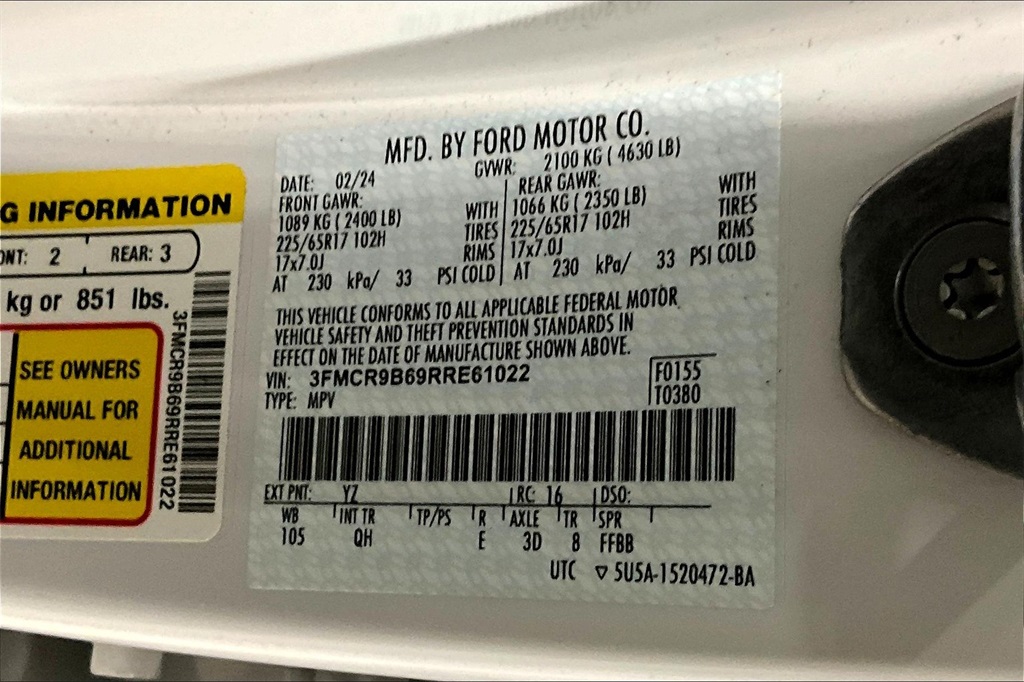 G INFORMATION
ONT: 2 REAR: 3
kg or 851 lbs.
SEE OWNERS
MANUAL FOR
ADDITIONAL
INFORMATION
3FMCR9B69RRE61022
MFD. BY FORD MOTOR CO.
DATE: 02/24 GVWR: 2100 KG ( 4630 LB)
FRONT GAWR: REAR GAWR:
1089 KG ( 2400 LB) WITH 1066 KG ( 2350 LB) WITH
225/65R17 102H TIRES 225/65R17 102H TIRES
17x7.0J RIMS 17x7.0J RIMS
AT 230 kPa/ 33 PSI COLD AT 230 kPa/ 33 PSI COLD
THIS VEHICLE CONFORMS TO ALL APPLICABLE FEDERAL MOTOR
VEHICLE SAFETY AND THEFT PREVENTION STANDARDS IN
EFFECT ON THE DATE OF MANUFACTURE SHOWN ABOVE.
VIN: 3FMCR9B69RRE61022 F0155
TYPE: MPV T0380
EXT PNT: YZ RC: 16 DSO:
WB INT TR TP/PS R AXLE TR SPR
105 QH E 3D 8 FFBB
UTC ▽ 5U5A-1520472-BA